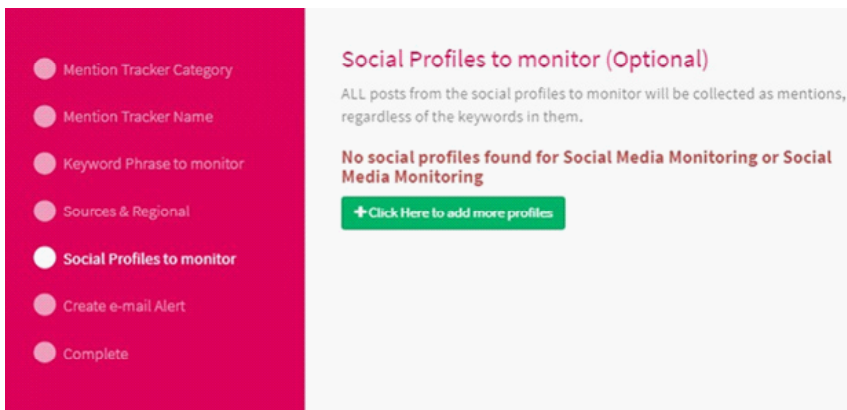 Mention Tracker Category
Mention Tracker Name
Keyword Phrase to monitor
Sources & Regional
Social Profiles to monitor
Create e-mail Alert
Complete
Social Profiles to monitor (Optional)
ALL posts from the social profiles to monitor will be collected as mentions,
regardless of the keywords in them.
No social profiles found for Social Media Monitoring or Social
Media Monitoring
+Click Here to add more profiles